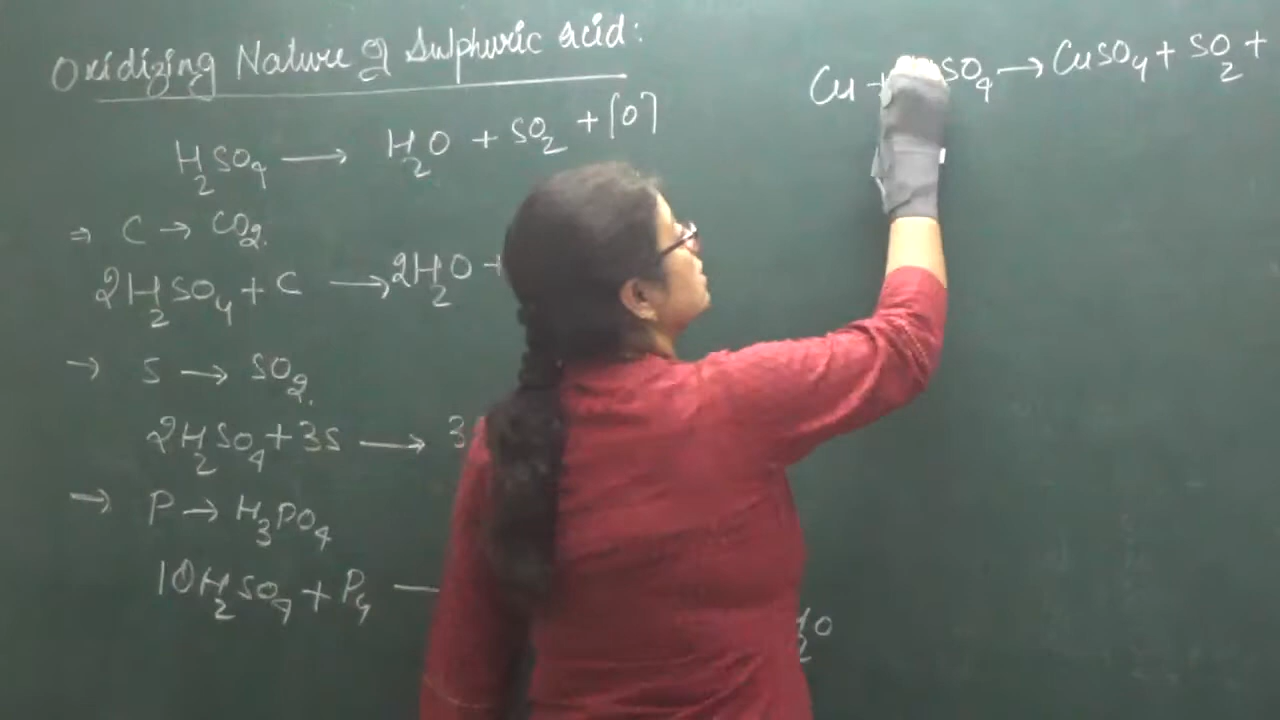 Oxidizing Nature of Sulphuric acid:
H₂SO₄ → H₂O + SO₂ + [O]
⇒ C → CO₂.
2H₂SO₄ + C → 2H₂O +
→ S → SO₂.
2H₂SO₄ + 3S → 3
→ P → H₃PO₄
10H₂SO₄ + P₄ —
₂O
Cu + SO₄ → CuSO₄ + SO₂ +